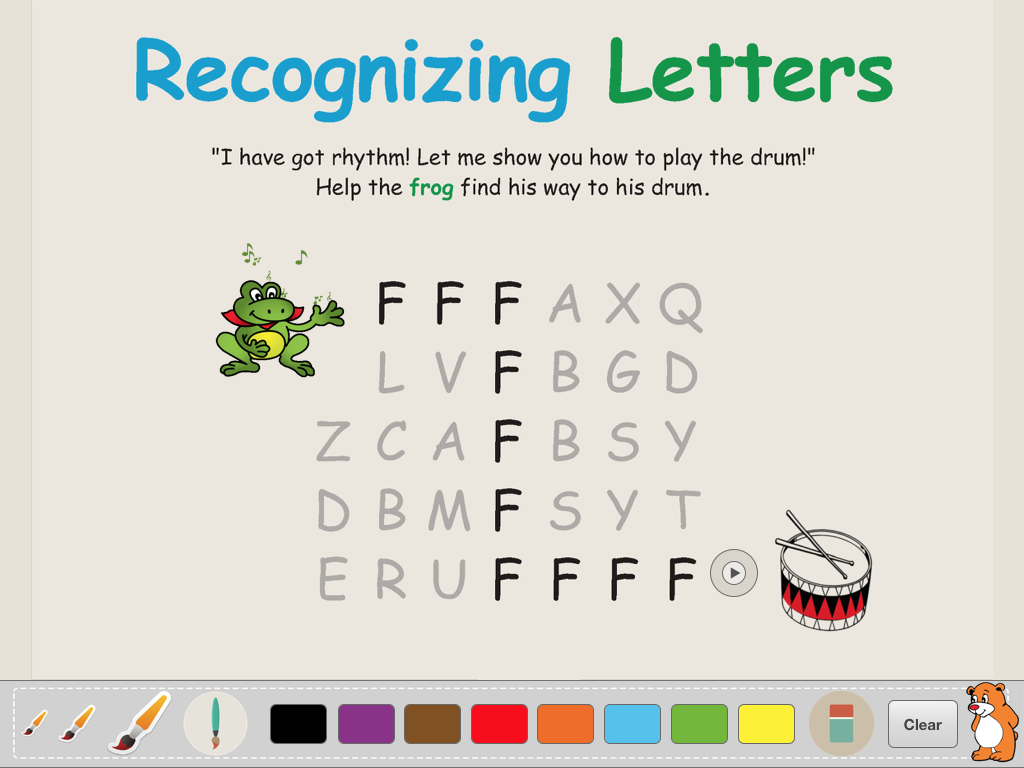 Recognizing Letters
"I have got rhythm! Let me show you how to play the drum!"
Help the frog find his way to his drum.
F F F A X Q
L V F B G D
Z C A F B S Y
D B M F S Y T
E R U F F F F
Clear